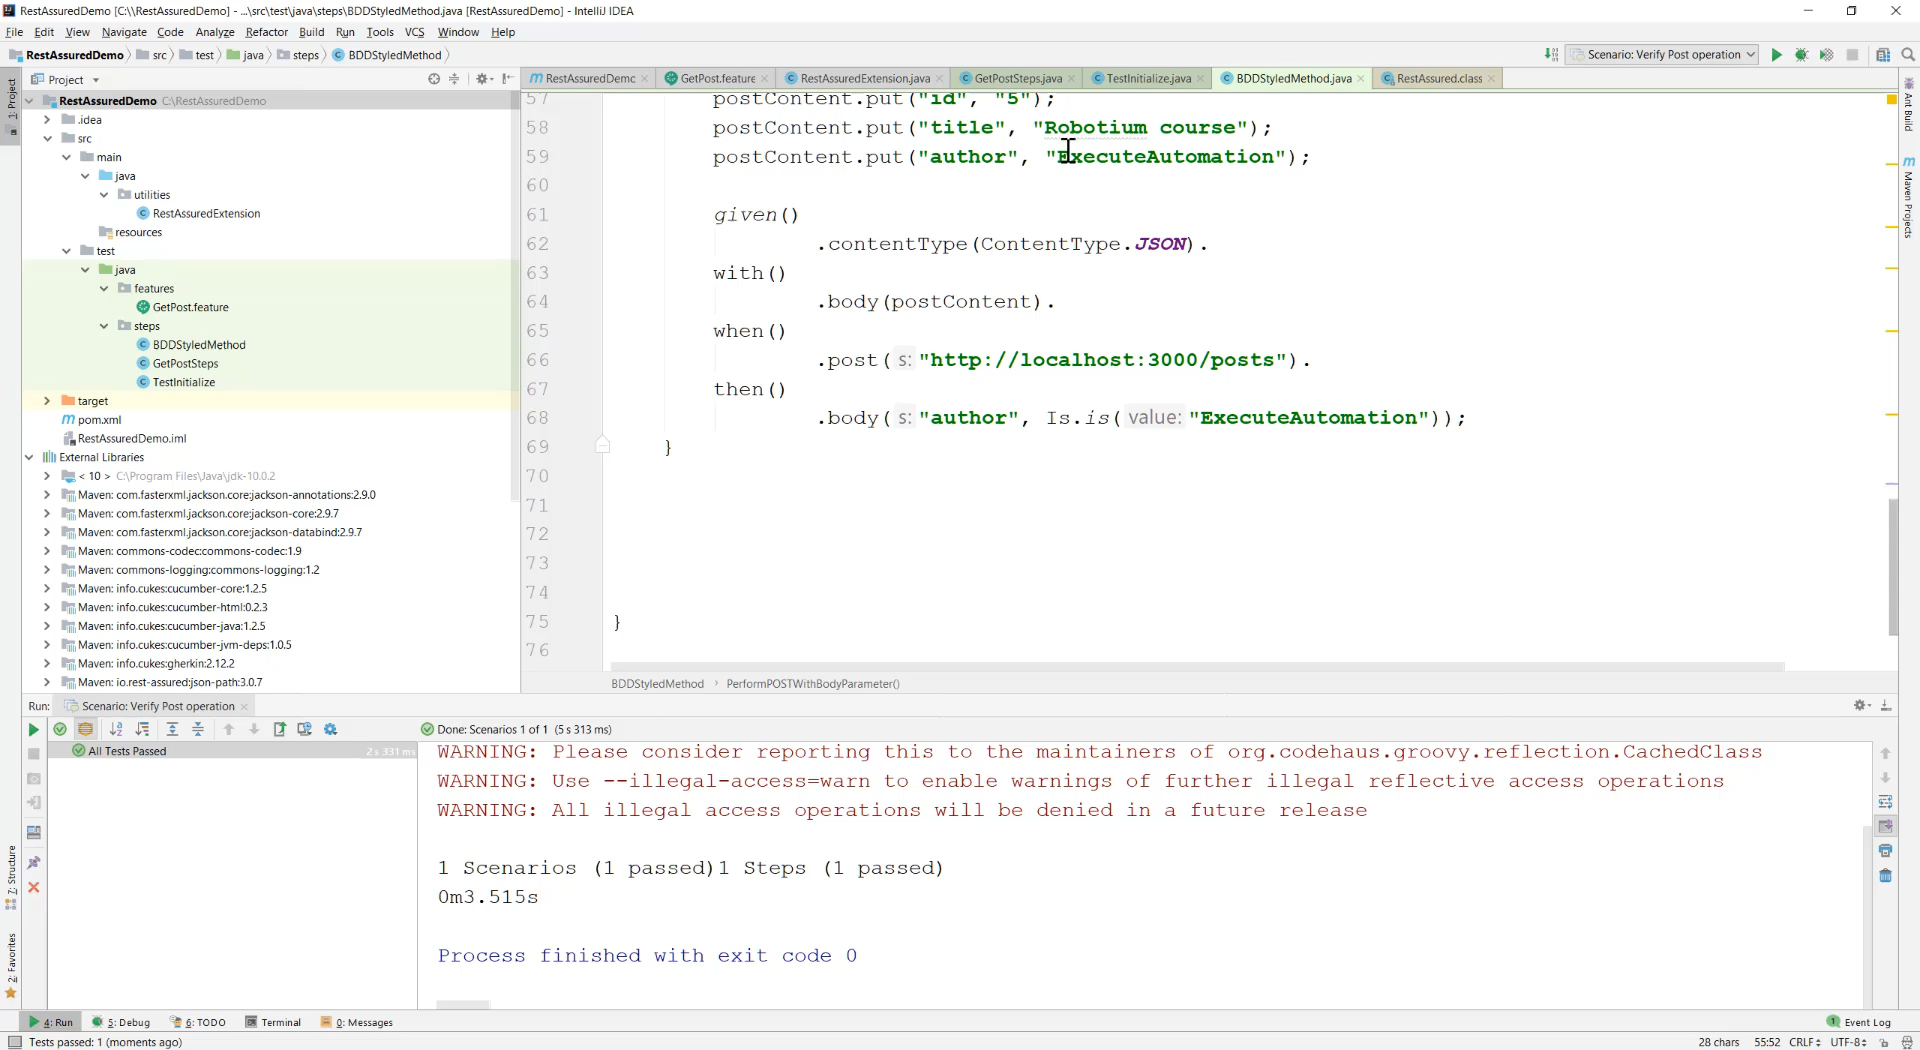 RestAssuredDemo [C:\\RestAssuredDemo] - ...\src\test\java\steps\BDDStyledMethod.java [RestAssuredDemo] - IntelliJ IDEA
File Edit View Navigate Code Analyze Refactor Build Run Tools VCS Window Help
RestAssuredDemo src test java steps BDDStyledMethod Scenario: Verify Post operation
Project RestAssuredDemc GetPost.feature RestAssuredExtension.java GetPostSteps.java TestInitialize.java BDDStyledMethod.java RestAssured.class
1: Project
RestAssuredDemo C:\RestAssuredDemo
.idea
src
main
java
utilities
RestAssuredExtension
resources
test
java
features
GetPost.feature
steps
BDDStyledMethod
GetPostSteps
TestInitialize
target
pom.xml
RestAssuredDemo.iml
External Libraries
< 10 > C:\Program Files\Java\jdk-10.0.2
Maven: com.fasterxml.jackson.core:jackson-annotations:2.9.0
Maven: com.fasterxml.jackson.core:jackson-core:2.9.7
Maven: com.fasterxml.jackson.core:jackson-databind:2.9.7
Maven: commons-codec:commons-codec:1.9
Maven: commons-logging:commons-logging:1.2
Maven: info.cukes:cucumber-core:1.2.5
Maven: info.cukes:cucumber-html:0.2.3
Maven: info.cukes:cucumber-java:1.2.5
Maven: info.cukes:cucumber-jvm-deps:1.0.5
Maven: info.cukes:gherkin:2.12.2
Maven: io.rest-assured:json-path:3.0.7
57 postContent.put("id", "5");
58 postContent.put("title", "Robotium course");
59 postContent.put("author", "ExecuteAutomation");
60
61 given()
62 .contentType(ContentType.JSON).
63 with()
64 .body(postContent).
65 when()
66 .post( s: "http://localhost:3000/posts").
67 then()
68 .body( s: "author", Is.is( value: "ExecuteAutomation"));
69 }
70
71
72
73
74
75 }
76
BDDStyledMethod PerformPOSTWithBodyParameter()
Ant Build
Maven Projects
Run: Scenario: Verify Post operation
Done: Scenarios 1 of 1 (5 s 313 ms)
All Tests Passed 2 s 331 ms
WARNING: Please consider reporting this to the maintainers of org.codehaus.groovy.reflection.CachedClass
WARNING: Use --illegal-access=warn to enable warnings of further illegal reflective access operations
WARNING: All illegal access operations will be denied in a future release
1 Scenarios (1 passed)1 Steps (1 passed)
0m3.515s
Process finished with exit code 0
7: Structure
2: Favorites
4: Run 5: Debug 6: TODO Terminal 0: Messages 1 Event Log
Tests passed: 1 (moments ago) 28 chars 55:52 CRLF UTF-8